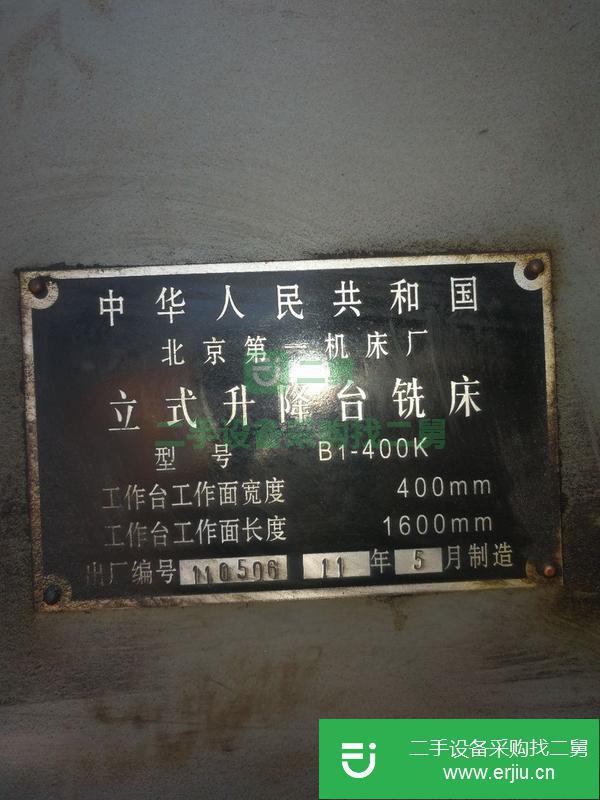 中华人民共和国
北京第一机床厂
立式升降台铣床
二舅
二手设备采购找二舅
型号 B1-400K
工作台工作面宽度 400mm
工作台工作面长度 1600mm
出厂编号 110506 11 年 5 月制造
二手设备采购找二舅
www.erjiu.cn